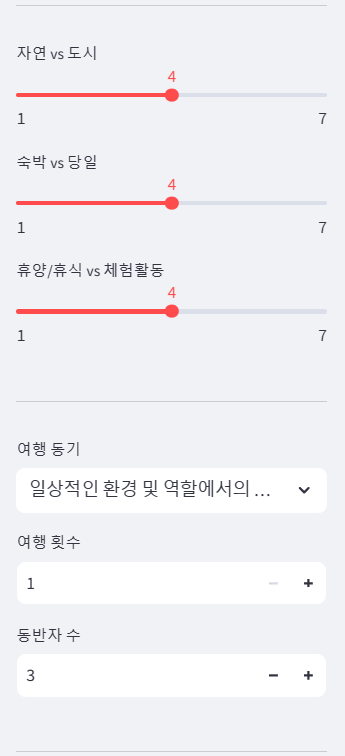 자연 vs 도시
4
1 7
숙박 vs 당일
4
1 7
휴양/휴식 vs 체험활동
4
1 7
여행 동기
일상적인 환경 및 역할에서의 ...
여행 횟수
1
동반자 수
3